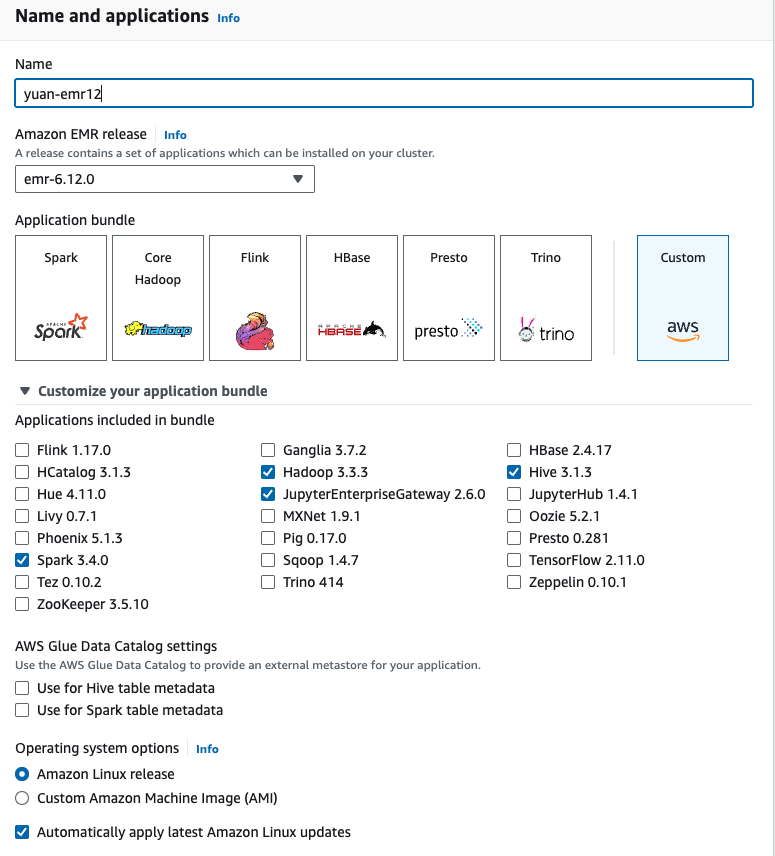 Name and applications Info
Name
yuan-emr12
Amazon EMR release Info
A release contains a set of applications which can be installed on your cluster.
emr-6.12.0
Application bundle
Spark
Core Hadoop
Flink
HBase
Presto
Trino
Custom
APACHE Spark
hadoop
APACHE HBASE
presto
trino
aws
Customize your application bundle
Applications included in bundle
Flink 1.17.0 Ganglia 3.7.2 HBase 2.4.17
HCatalog 3.1.3 Hadoop 3.3.3 Hive 3.1.3
Hue 4.11.0 JupyterEnterpriseGateway 2.6.0 JupyterHub 1.4.1
Livy 0.7.1 MXNet 1.9.1 Oozie 5.2.1
Phoenix 5.1.3 Pig 0.17.0 Presto 0.281
Spark 3.4.0 Sqoop 1.4.7 TensorFlow 2.11.0
Tez 0.10.2 Trino 414 Zeppelin 0.10.1
ZooKeeper 3.5.10
AWS Glue Data Catalog settings
Use the AWS Glue Data Catalog to provide an external metastore for your application.
Use for Hive table metadata
Use for Spark table metadata
Operating system options Info
Amazon Linux release
Custom Amazon Machine Image (AMI)
Automatically apply latest Amazon Linux updates